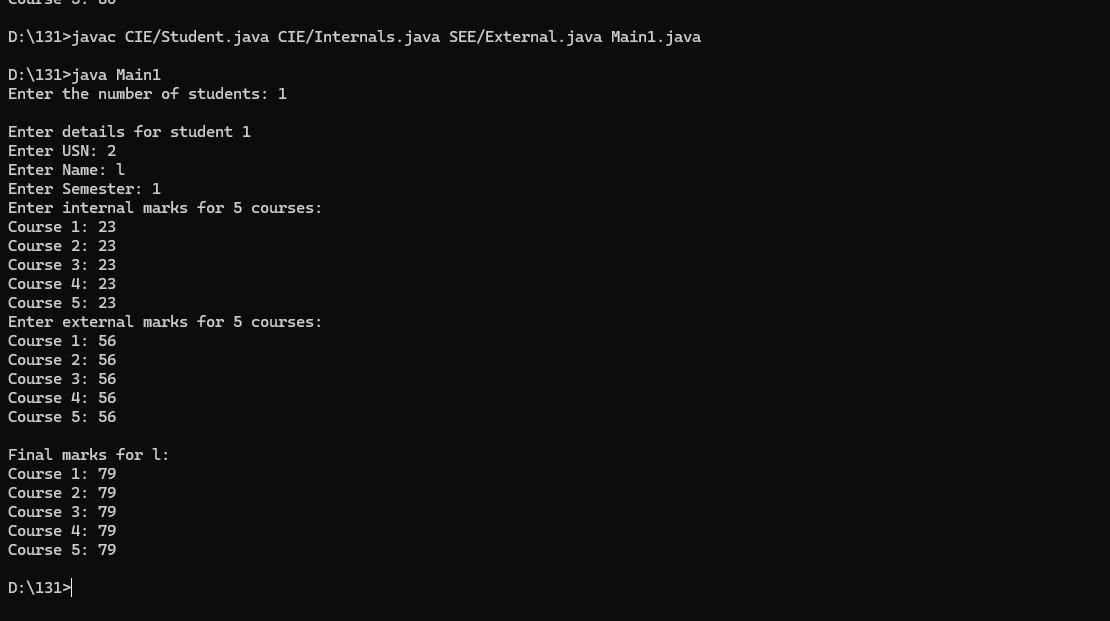 Course 5: 80
D:\131>javac CIE/Student.java CIE/Internals.java SEE/External.java Main1.java
D:\131>java Main1
Enter the number of students: 1
Enter details for student 1
Enter USN: 2
Enter Name: l
Enter Semester: 1
Enter internal marks for 5 courses:
Course 1: 23
Course 2: 23
Course 3: 23
Course 4: 23
Course 5: 23
Enter external marks for 5 courses:
Course 1: 56
Course 2: 56
Course 3: 56
Course 4: 56
Course 5: 56
Final marks for l:
Course 1: 79
Course 2: 79
Course 3: 79
Course 4: 79
Course 5: 79
D:\131>